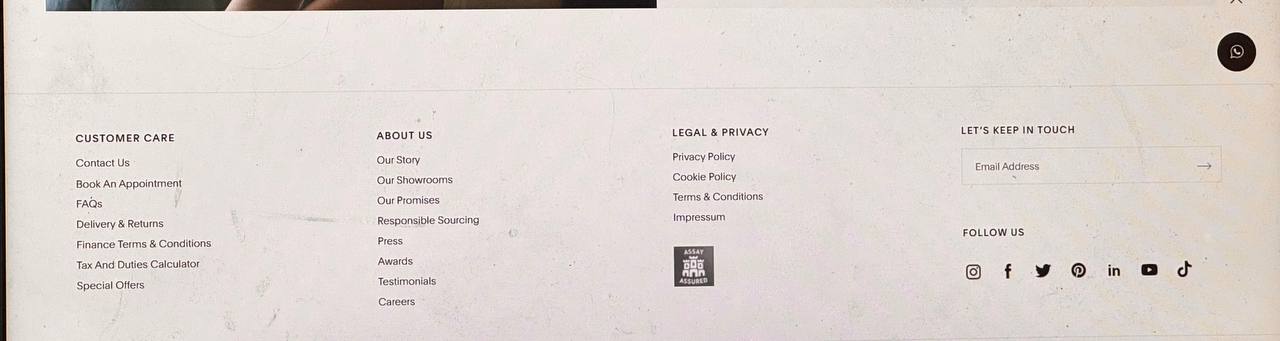 CUSTOMER CARE
Contact Us
Book An Appointment
FAQs
Delivery & Returns
Finance Terms & Conditions
Tax And Duties Calculator
Special Offers
ABOUT US
Our Story
Our Showrooms
Our Promises
Responsible Sourcing
Press
Awards
Testimonials
Careers
LEGAL & PRIVACY
Privacy Policy
Cookie Policy
Terms & Conditions
Impressum
ASSAY
ASSURED
LET'S KEEP IN TOUCH
Email Address
FOLLOW US